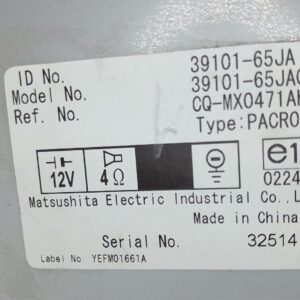 ID No. 39101-65JA
Model No. 39101-65JA
Ref. No. CQ-MX0471A
Type:PACRO
12V 4 Ω e1
0224
Matsushita Electric Industrial Co.,L
Made in China
Serial No. 32514
Label No. YEFM01661A